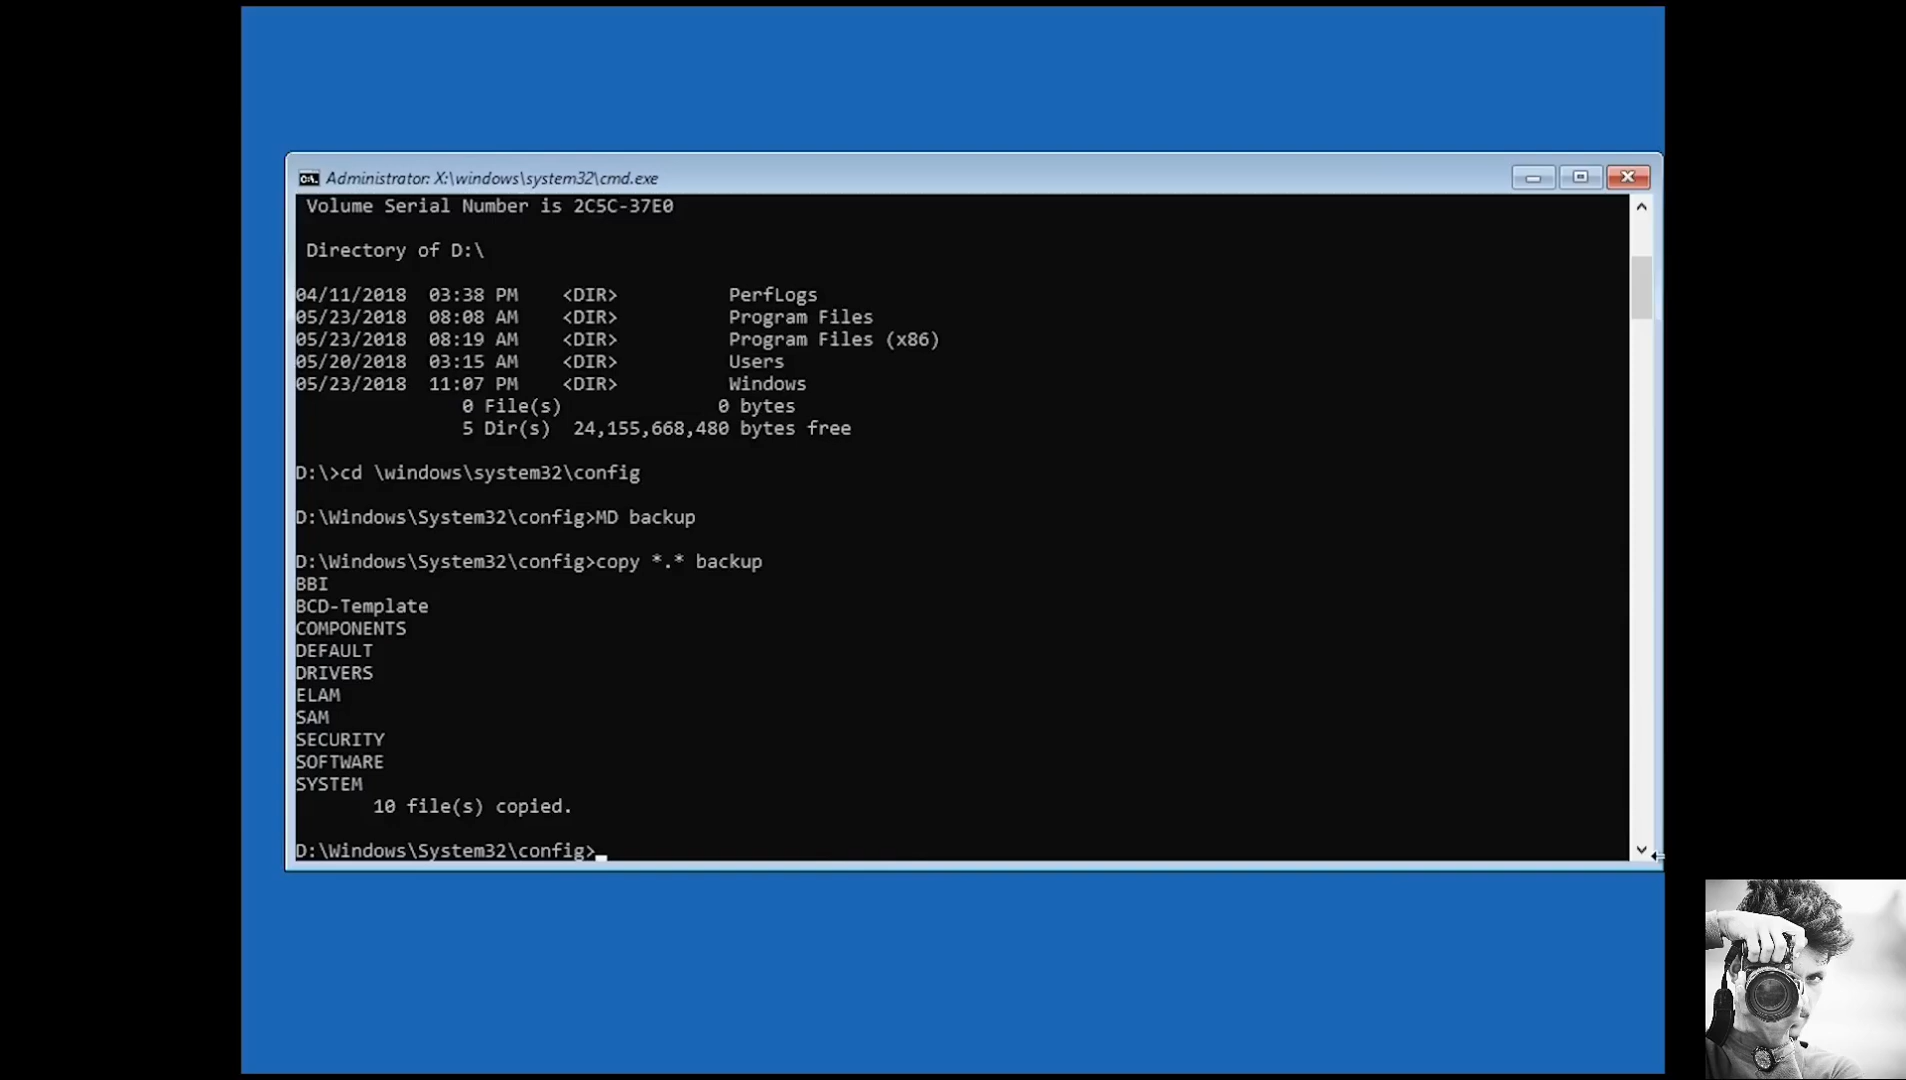 Administrator: X:\windows\system32\cmd.exe
Volume Serial Number is 2C5C-37E0
Directory of D:\
04/11/2018  03:38 PM    <DIR>          PerfLogs
05/23/2018  08:08 AM    <DIR>          Program Files
05/23/2018  08:19 AM    <DIR>          Program Files (x86)
05/20/2018  03:15 AM    <DIR>          Users
05/23/2018  11:07 PM    <DIR>          Windows
0 File(s)              0 bytes
5 Dir(s)  24,155,668,480 bytes free
D:\>cd \windows\system32\config
D:\Windows\System32\config>MD backup
D:\Windows\System32\config>copy *.* backup
BBI
BCD-Template
COMPONENTS
DEFAULT
DRIVERS
ELAM
SAM
SECURITY
SOFTWARE
SYSTEM
10 file(s) copied.
D:\Windows\System32\config>